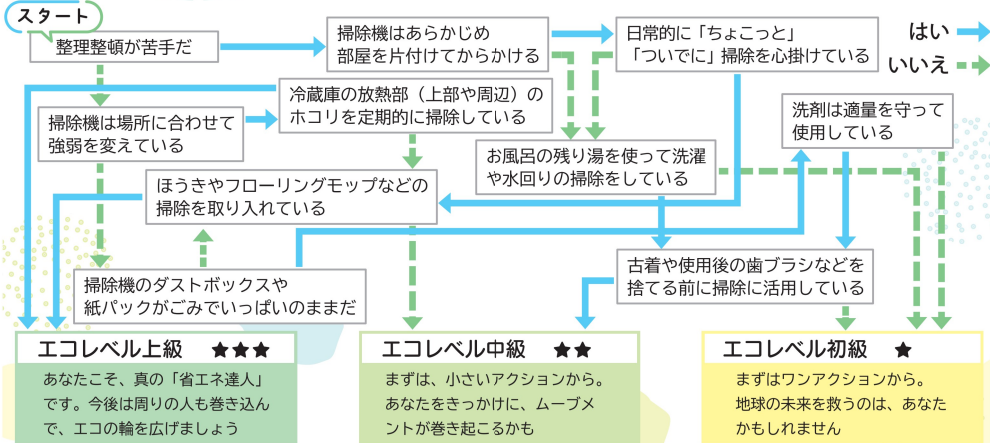 スタート
整理整頓が苦手だ
掃除機はあらかじめ
部屋を片付けてからかける
日常的に「ちょこっと」
「ついでに」掃除を心掛けている
はい
いいえ
冷蔵庫の放熱部（上部や周辺）の
ホコリを定期的に掃除している
掃除機は場所に合わせて
強弱を変えている
洗剤は適量を守って
使用している
お風呂の残り湯を使って洗濯
や水回りの掃除をしている
ほうきやフローリングモップなどの
掃除を取り入れている
掃除機のダストボックスや
紙パックがごみでいっぱいのままだ
古着や使用後の歯ブラシなどを
捨てる前に掃除に活用している
エコレベル上級 ★★★
あなたこそ、真の「省エネ達人」
です。今後は周りの人も巻き込ん
で、エコの輪を広げましょう
エコレベル中級 ★★
まずは、小さいアクションから。
あなたをきっかけに、ムーブメ
ントが巻き起こるかも
エコレベル初級 ★
まずはワンアクションから。
地球の未来を救うのは、あなた
かもしれません